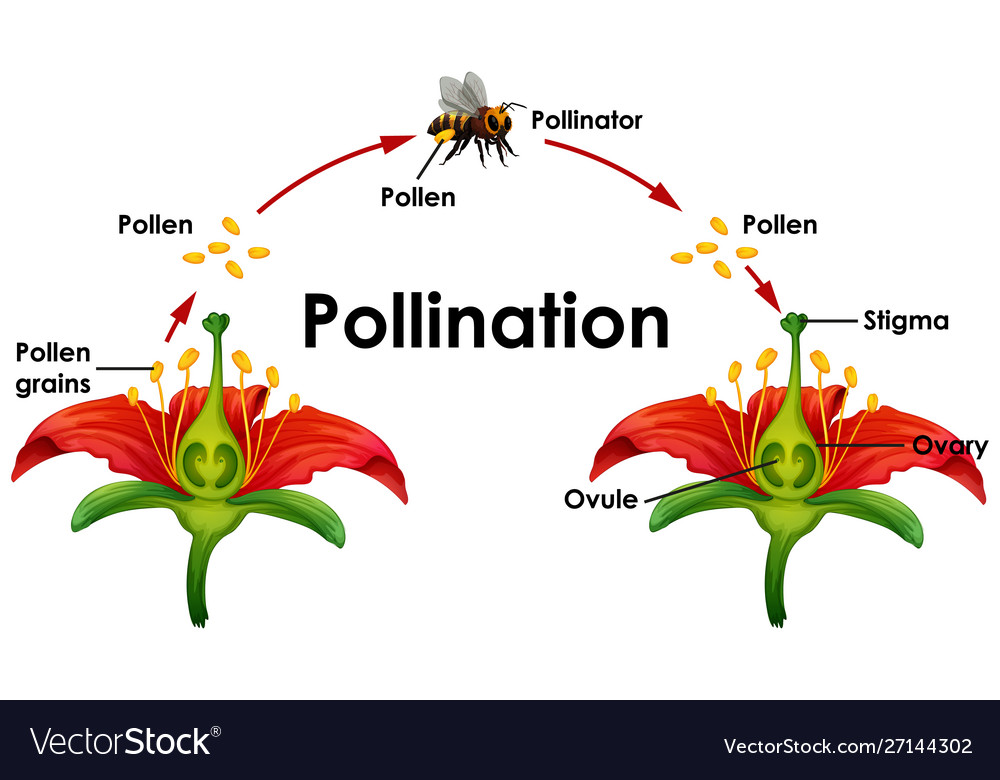 Pollinator
Pollen
Pollen
Pollen
Pollination
Stigma
Pollen
grains
Ovary
Ovule
VectorStock®
VectorStock.com/27144302